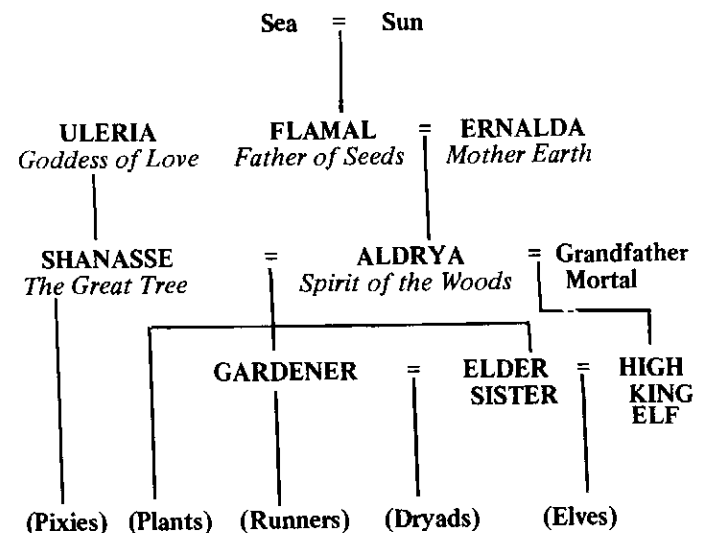 Sea = Sun
ULERIA FLAMAL = ERNALDA
Goddess of Love Father of Seeds Mother Earth
SHANASSE = ALDRYA = Grandfather
The Great Tree Spirit of the Woods Mortal
GARDENER = ELDER = HIGH
SISTER KING
ELF
(Pixies) (Plants) (Runners) (Dryads) (Elves)